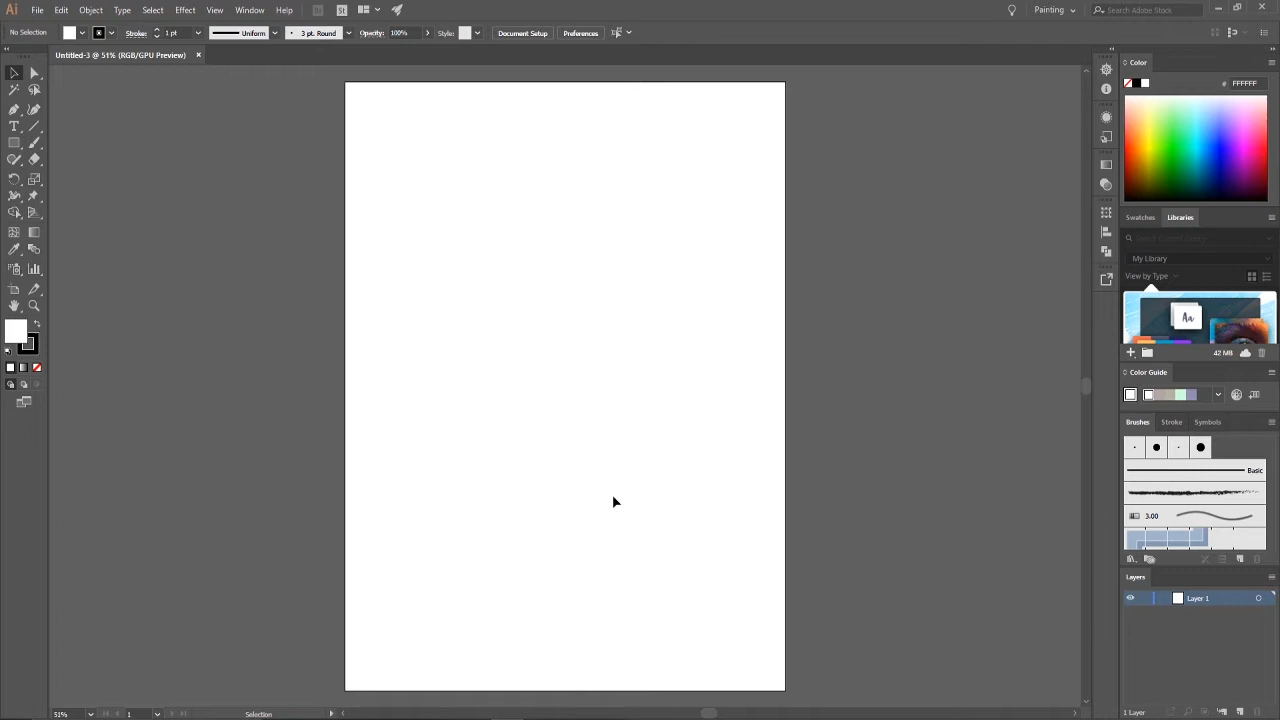 Ai File Edit Object Type Select Effect View Window Help Br St Painting Search Adobe Stock
No Selection Stroke: 1 pt Uniform 3 pt. Round Opacity: 100% Style: Document Setup Preferences
Untitled-3 @ 51% (RGB/GPU Preview) ×
Color
# FFFFFF
Swatches Libraries
My Library
View by Type
Aa
42 MB
Color Guide
Brushes Stroke Symbols
Basic
3.00
Layers
Layer 1
51% 1 Selection 1 Layer